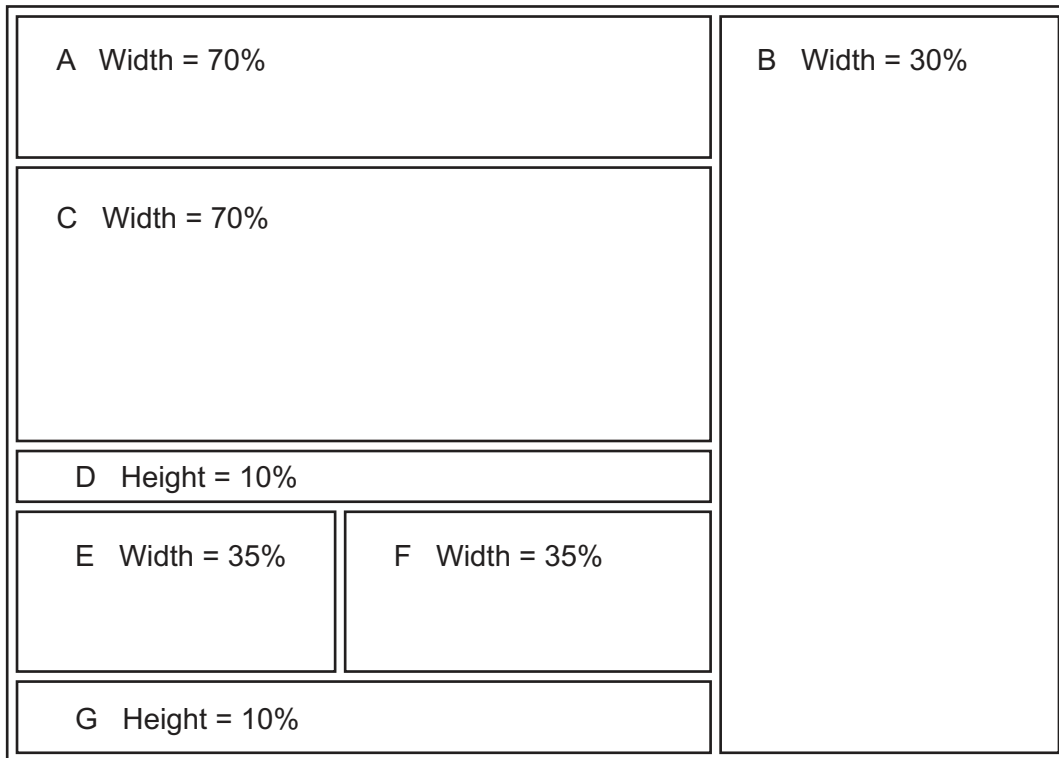 A Width = 70%
B Width = 30%
C Width = 70%
D Height = 10%
E Width = 35%
F Width = 35%
G Height = 10%